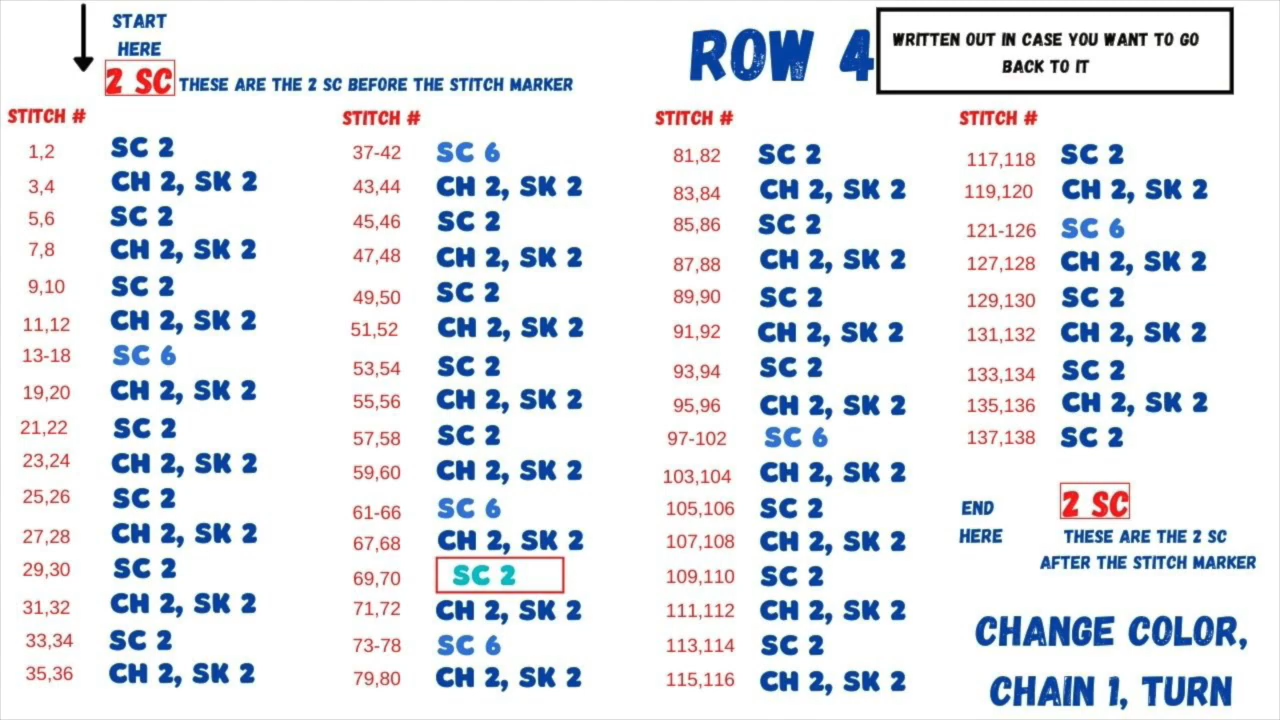 START
HERE
2 SC THESE ARE THE 2 SC BEFORE THE STITCH MARKER
ROW 4
WRITTEN OUT IN CASE YOU WANT TO GO
BACK TO IT
STITCH #
1,2 SC 2
3,4 CH 2, SK 2
5,6 SC 2
7,8 CH 2, SK 2
9,10 SC 2
11,12 CH 2, SK 2
13-18 SC 6
19,20 CH 2, SK 2
21,22 SC 2
23,24 CH 2, SK 2
25,26 SC 2
27,28 CH 2, SK 2
29,30 SC 2
31,32 CH 2, SK 2
33,34 SC 2
35,36 CH 2, SK 2
STITCH #
37-42 SC 6
43,44 CH 2, SK 2
45,46 SC 2
47,48 CH 2, SK 2
49,50 SC 2
51,52 CH 2, SK 2
53,54 SC 2
55,56 CH 2, SK 2
57,58 SC 2
59,60 CH 2, SK 2
61-66 SC 6
67,68 CH 2, SK 2
69,70 SC 2
71,72 CH 2, SK 2
73-78 SC 6
79,80 CH 2, SK 2
STITCH #
81,82 SC 2
83,84 CH 2, SK 2
85,86 SC 2
87,88 CH 2, SK 2
89,90 SC 2
91,92 CH 2, SK 2
93,94 SC 2
95,96 CH 2, SK 2
97-102 SC 6
103,104 CH 2, SK 2
105,106 SC 2
107,108 CH 2, SK 2
109,110 SC 2
111,112 CH 2, SK 2
113,114 SC 2
115,116 CH 2, SK 2
STITCH #
117,118 SC 2
119,120 CH 2, SK 2
121-126 SC 6
127,128 CH 2, SK 2
129,130 SC 2
131,132 CH 2, SK 2
133,134 SC 2
135,136 CH 2, SK 2
137,138 SC 2
END
HERE
2 SC
THESE ARE THE 2 SC
AFTER THE STITCH MARKER
CHANGE COLOR,
CHAIN 1, TURN